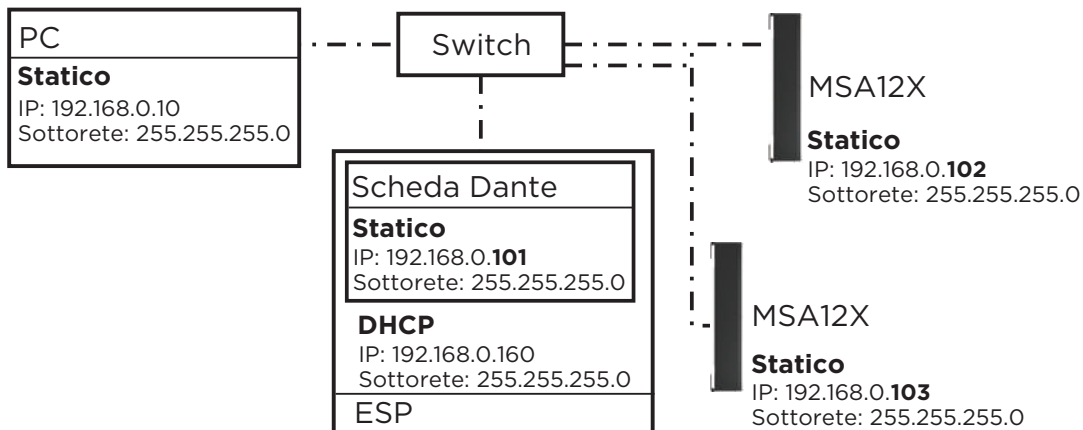 PC
Statico
IP: 192.168.0.10
Sottorete: 255.255.255.0
Switch
MSA12X
Statico
IP: 192.168.0.102
Sottorete: 255.255.255.0
Scheda Dante
Statico
IP: 192.168.0.101
Sottorete: 255.255.255.0
DHCP
IP: 192.168.0.160
Sottorete: 255.255.255.0
ESP
MSA12X
Statico
IP: 192.168.0.103
Sottorete: 255.255.255.0